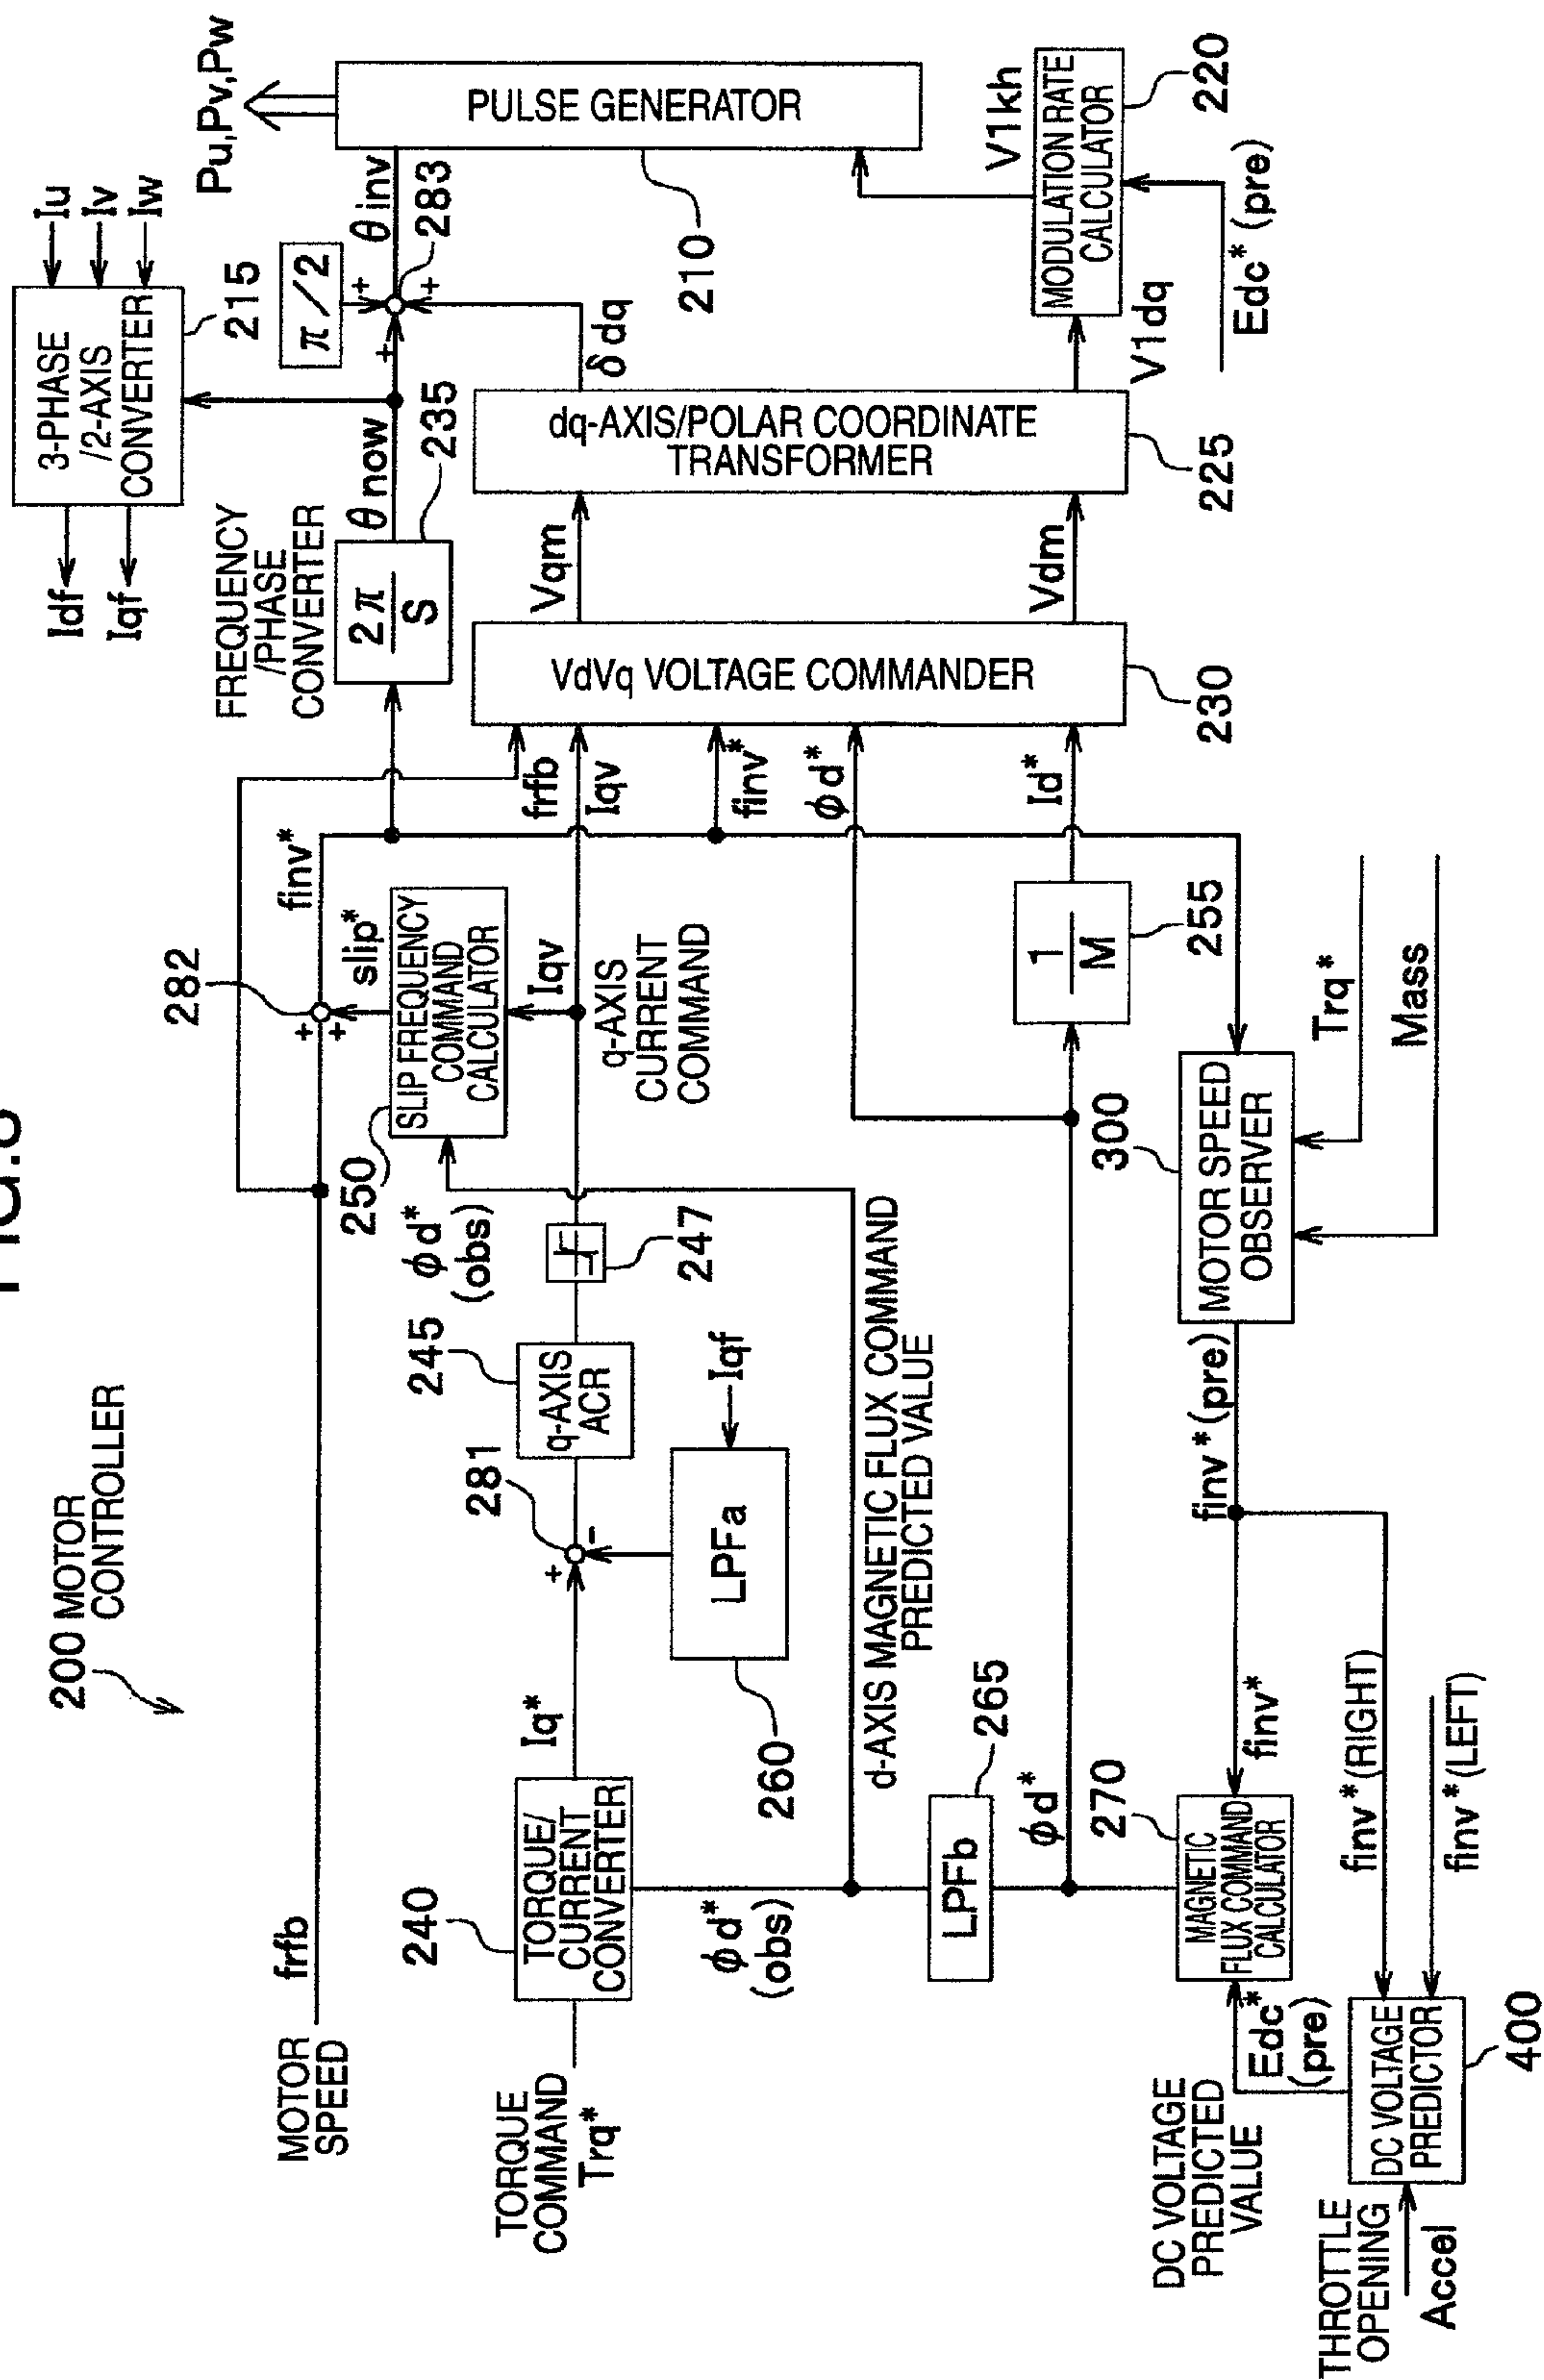 200 MOTOR
CONTROLLER
MOTOR
SPEED
frfb
282
finv*
+
+
slip*
FREQUENCY
/PHASE
CONVERTER
2π
S
235
θnow
3-PHASE
/2-AXIS
CONVERTER
215
Iu
Iv
Iw
Idf
Iqf
π/2
+
+
+
283
θinv
Pu,Pv,Pw
PULSE GENERATOR
210
TORQUE
COMMAND
Trq*
240
TORQUE/
CURRENT
CONVERTER
Iq*
+
-
281
245
q-AXIS
ACR
247
250
SLIP FREQUENCY
COMMAND
CALCULATOR
Iqv
q-AXIS
CURRENT
COMMAND
ϕd*
(obs)
LPFa
260
Iqf
frfb
Iqv
finv*
ϕd*
Id*
VdVq VOLTAGE COMMANDER
230
Vqm
Vdm
dq-AXIS/POLAR COORDINATE
TRANSFORMER
225
δdq
V1dq
MODULATION RATE
CALCULATOR
220
V1kh
Edc*(pre)
ϕd*
(obs)
d-AXIS MAGNETIC FLUX COMMAND
PREDICTED VALUE
LPFb
265
ϕd*
1
M
255
DC VOLTAGE
PREDICTED
VALUE
Edc*
(pre)
270
MAGNETIC
FLUX COMMAND
CALCULATOR
finv*
finv*(pre)
300
MOTOR SPEED
OBSERVER
Trq*
Mass
THROTTLE
OPENING
Accel
DC VOLTAGE
PREDICTOR
400
finv*(RIGHT)
finv*(LEFT)